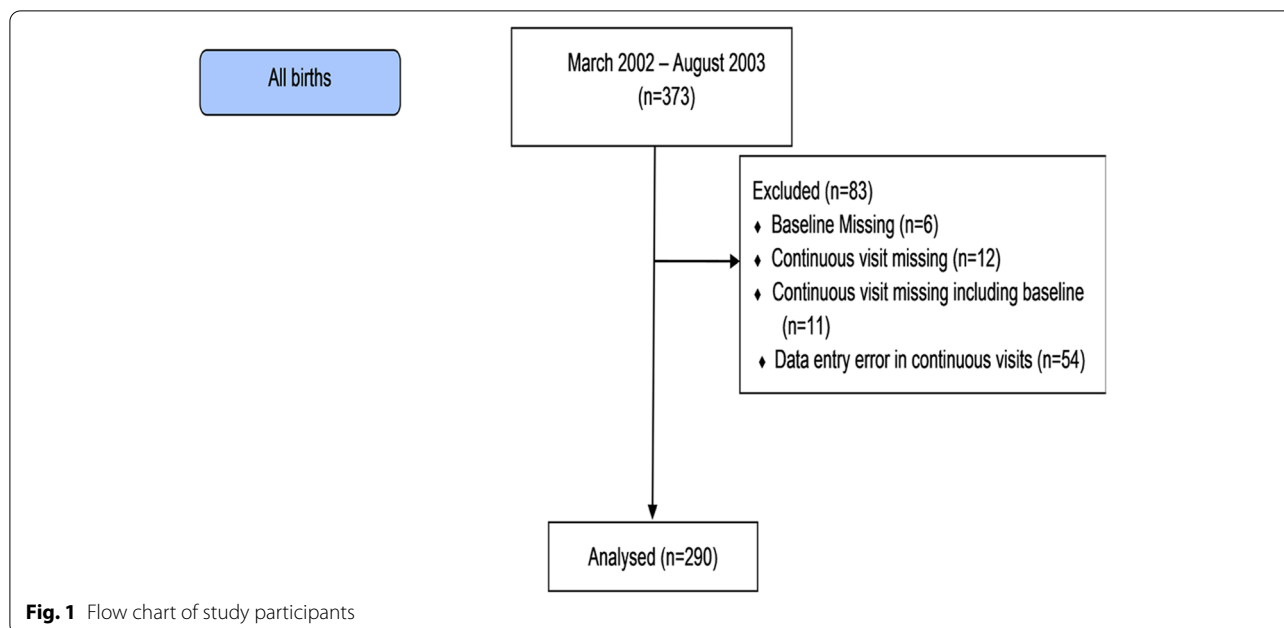 All births
March 2002 – August 2003
(n=373)
Excluded (n=83)
♦ Baseline Missing (n=6)
♦ Continuous visit missing (n=12)
♦ Continuous visit missing including baseline
(n=11)
♦ Data entry error in continuous visits (n=54)
Analysed (n=290)
Fig. 1 Flow chart of study participants